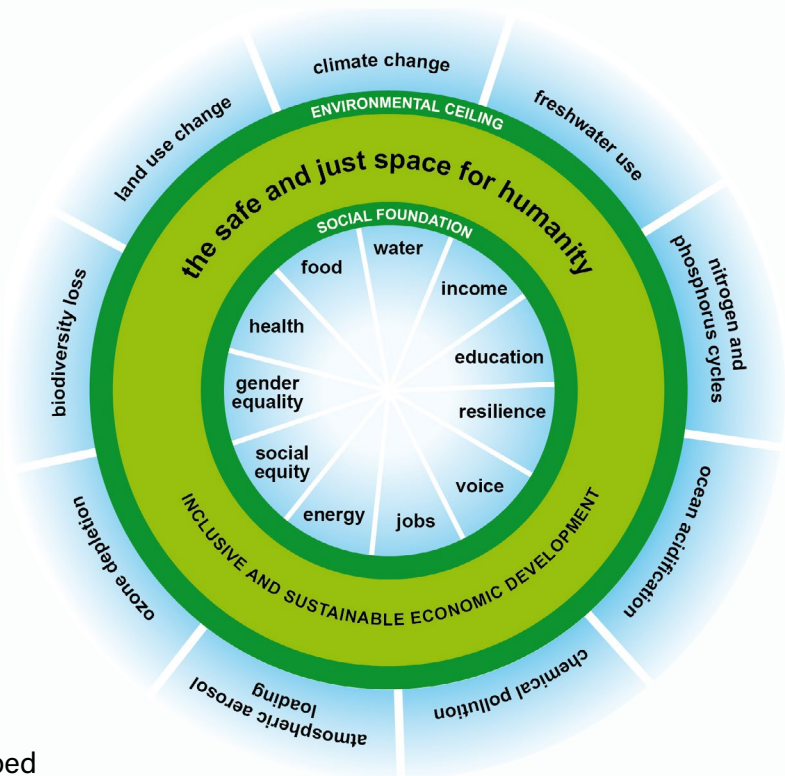 climate change
freshwater use
nitrogen and
phosphorus cycles
ocean acidification
chemical pollution
atmospheric aerosol
loading
ozone depletion
biodiversity loss
land use change
ENVIRONMENTAL CEILING
the safe and just space for humanity
SOCIAL FOUNDATION
water
income
education
resilience
voice
jobs
energy
social
equity
gender
equality
health
food
INCLUSIVE AND SUSTAINABLE ECONOMIC DEVELOPMENT